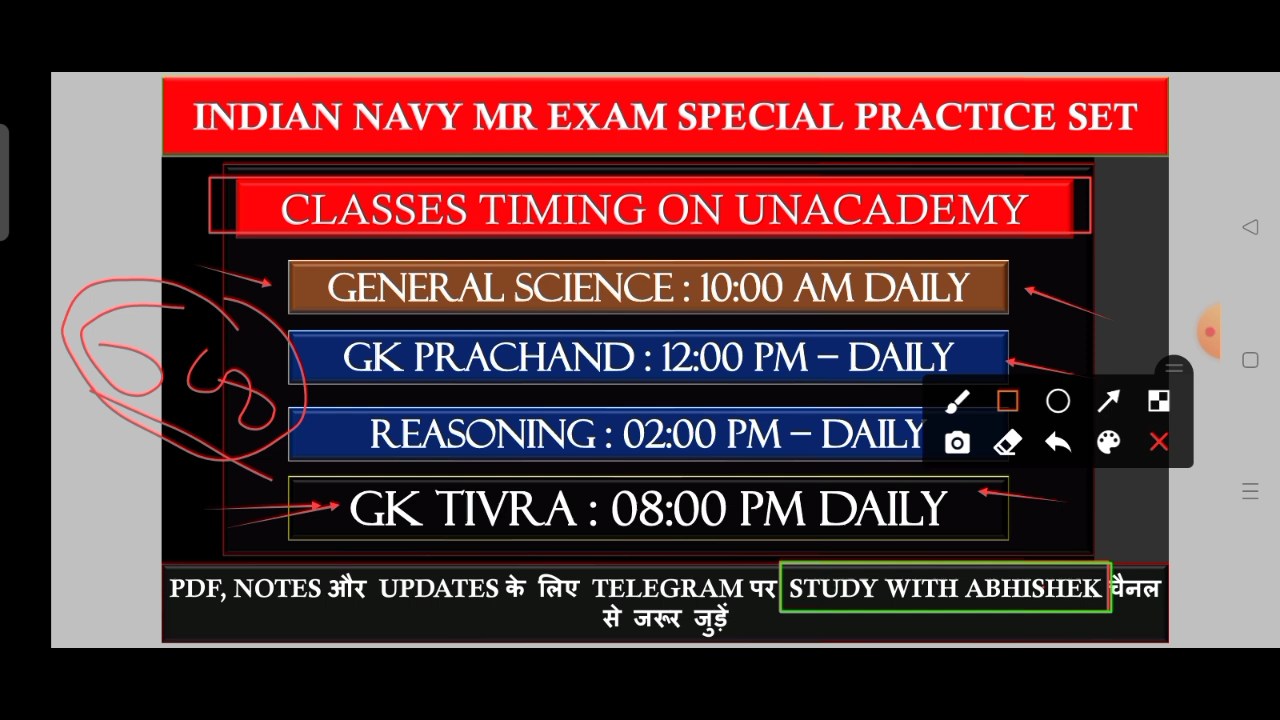 INDIAN NAVY MR EXAM SPECIAL PRACTICE SET
CLASSES TIMING ON UNACADEMY
GENERAL SCIENCE : 10:00 AM DAILY
GK PRACHAND : 12:00 PM – DAILY
REASONING : 02:00 PM – DAILY
GK TIVRA : 08:00 PM DAILY
PDF, NOTES और UPDATES के लिए TELEGRAM पर STUDY WITH ABHISHEK चैनल
से जरूर जुड़ें